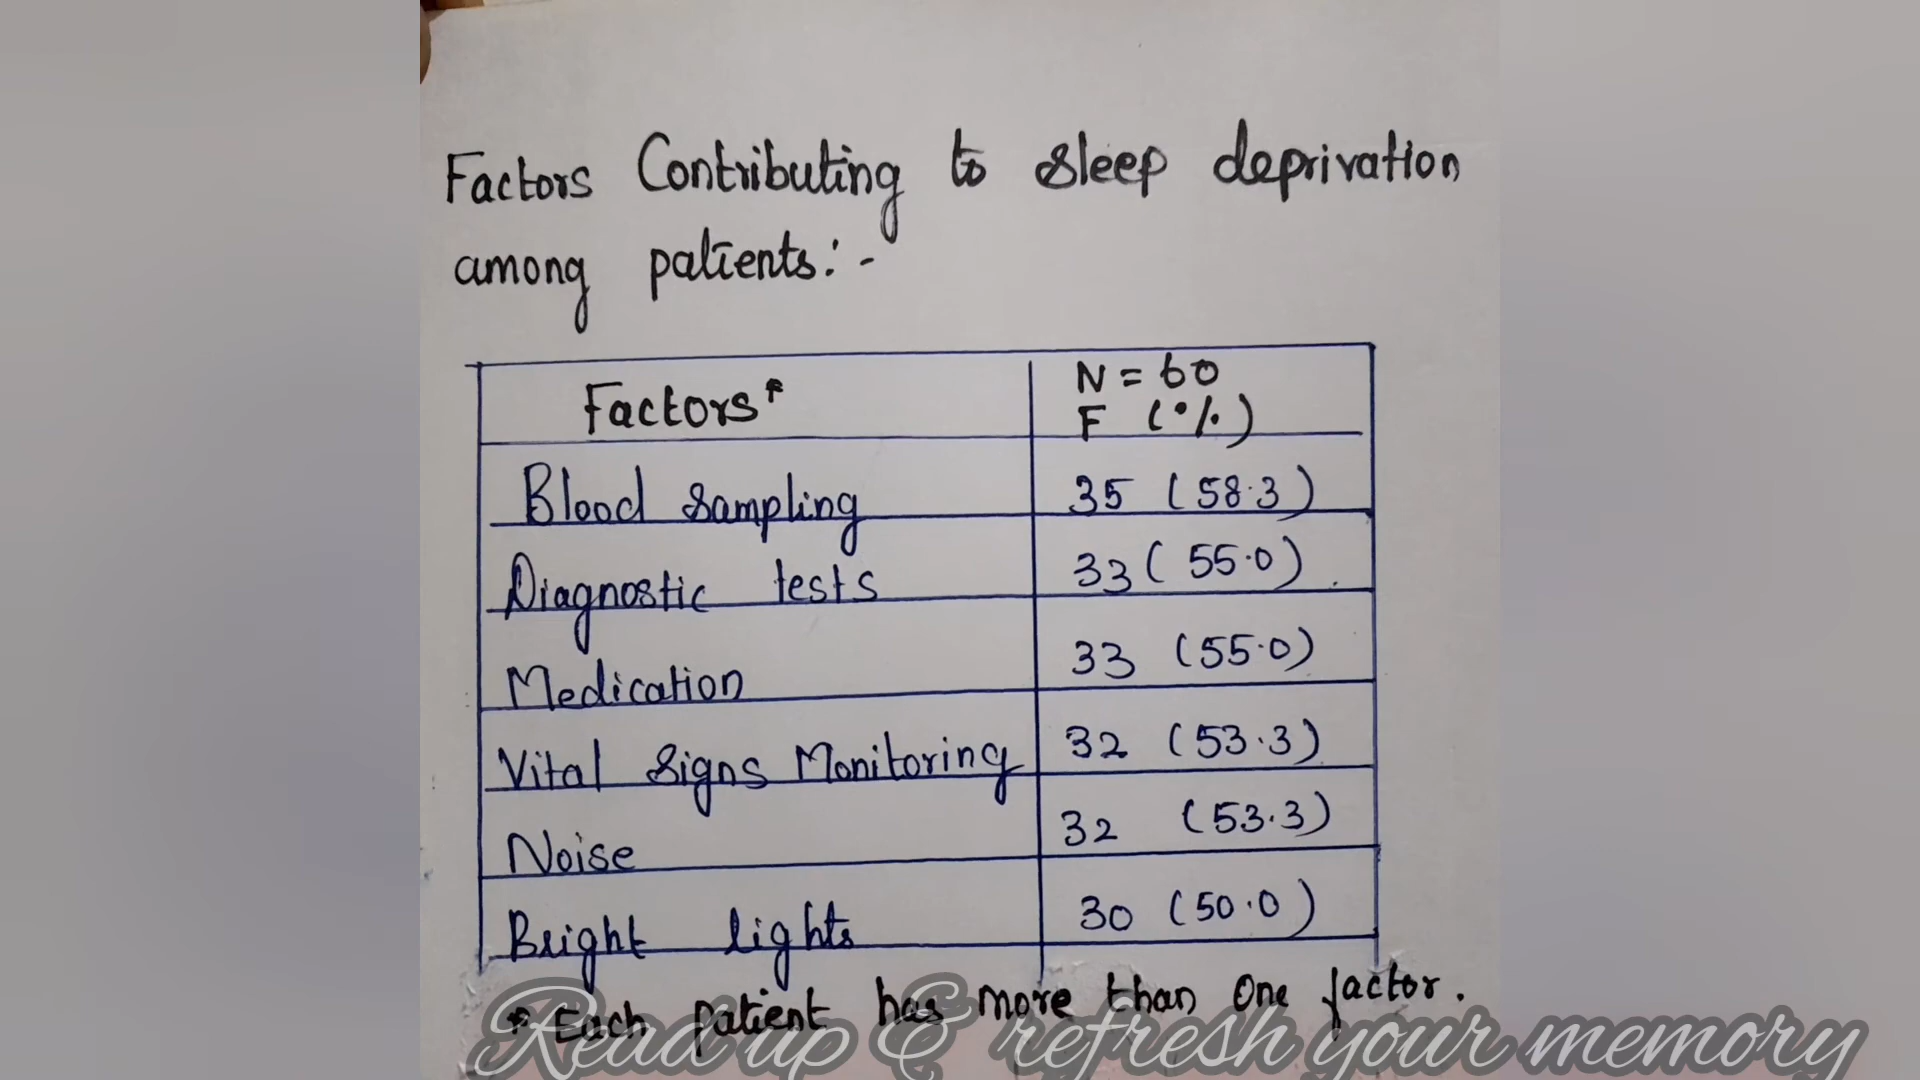 Factors Contributing to sleep deprivation
among patients:-
Factors*
N = 60
F (%)
Blood sampling 35 (58.3)
Diagnostic tests 33 (55.0)
Medication 33 (55.0)
Vital Signs Monitoring 32 (53.3)
Noise 32 (53.3)
Bright lights 30 (50.0)
* Each patient has more than one factor.
Read up & refresh your memory